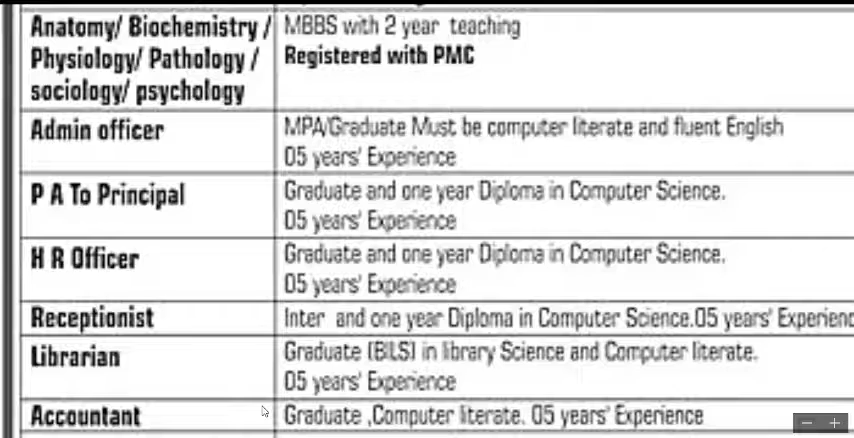 Anatomy/ Biochemistry / MBBS with 2 year teaching
Physiology/ Pathology / Registered with PMC
sociology/ psychology
Admin officer MPA/Graduate Must be computer literate and fluent English
05 years' Experience
P A To Principal Graduate and one year Diploma in Computer Science.
05 years' Experience
H R Officer Graduate and one year Diploma in Computer Science.
05 years' Experience
Receptionist Inter and one year Diploma in Computer Science.05 years' Experienc
Librarian Graduate (BILS) in library Science and Computer literate.
05 years' Experience
Accountant Graduate ,Computer literate. 05 years' Experience